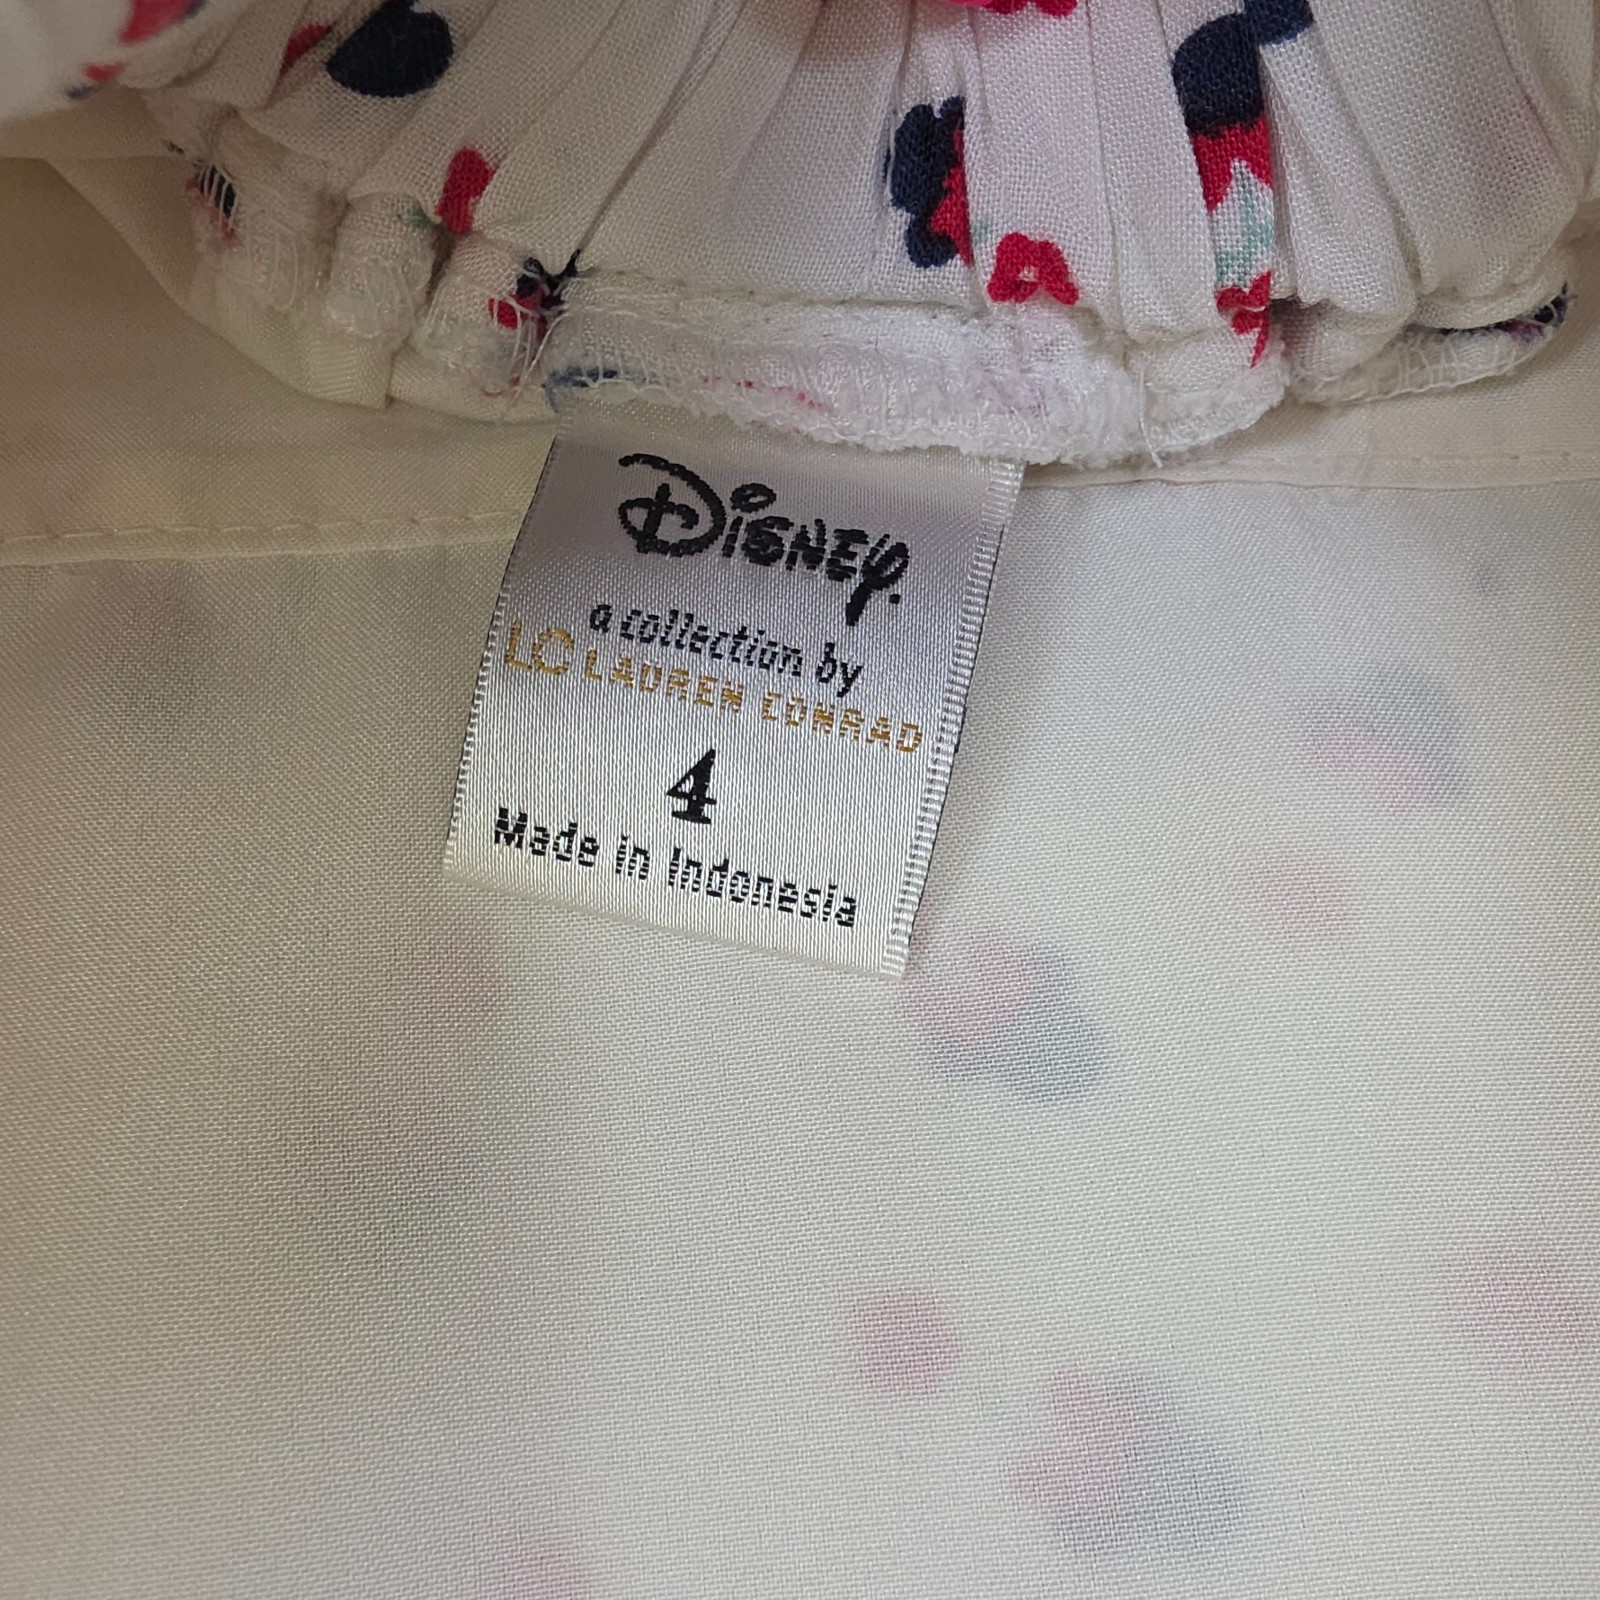 Disney
a collection by
LC LAUREN CONRAD
4
Made in Indonesia